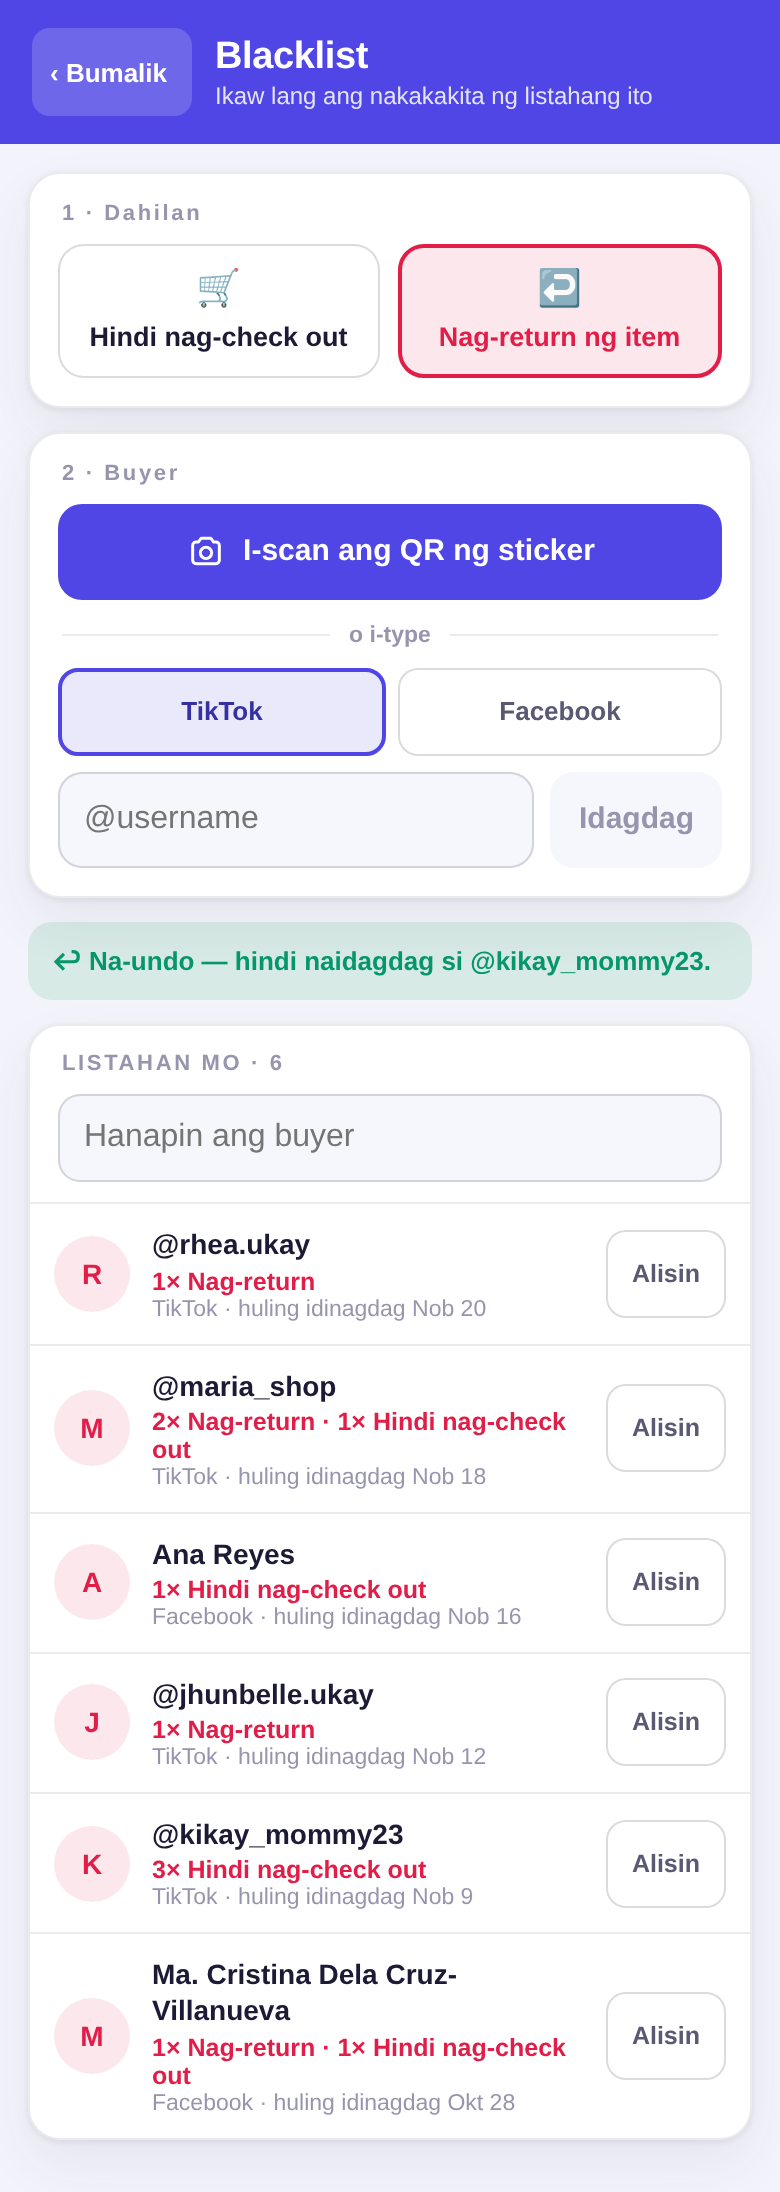 ‹ Bumalik
Blacklist
Ikaw lang ang nakakakita ng listahang ito
1 · Dahilan
Hindi nag-check out
Nag-return ng item
2 · Buyer
I-scan ang QR ng sticker
o i-type
TikTok
Facebook
@username
Idagdag
Na-undo — hindi naidagdag si @kikay_mommy23.
LISTAHAN MO · 6
Hanapin ang buyer
R
@rhea.ukay
1× Nag-return
TikTok · huling idinagdag Nob 20
Alisin
M
@maria_shop
2× Nag-return · 1× Hindi nag-check
out
TikTok · huling idinagdag Nob 18
Alisin
A
Ana Reyes
1× Hindi nag-check out
Facebook · huling idinagdag Nob 16
Alisin
J
@jhunbelle.ukay
1× Nag-return
TikTok · huling idinagdag Nob 12
Alisin
K
@kikay_mommy23
3× Hindi nag-check out
TikTok · huling idinagdag Nob 9
Alisin
M
Ma. Cristina Dela Cruz-
Villanueva
1× Nag-return · 1× Hindi nag-check
out
Facebook · huling idinagdag Okt 28
Alisin